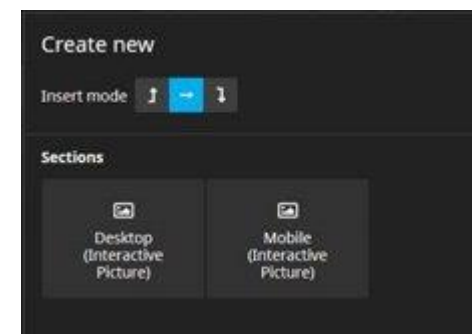 Create new
Insert mode
Sections
Desktop
(Interactive
Picture)
Mobile
(Interactive
Picture)